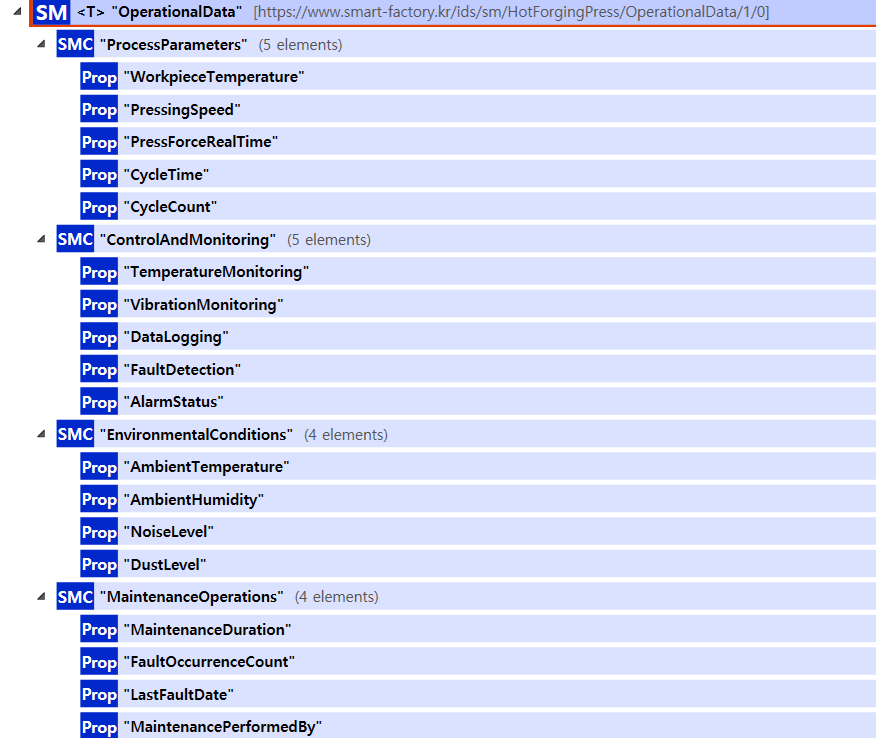 SM <T> "OperationalData" [https://www.smart-factory.kr/ids/sm/HotForgingPress/OperationalData/1/0]
SMC "ProcessParameters" (5 elements)
Prop "WorkpieceTemperature"
Prop "PressingSpeed"
Prop "PressForceRealTime"
Prop "CycleTime"
Prop "CycleCount"
SMC "ControlAndMonitoring" (5 elements)
Prop "TemperatureMonitoring"
Prop "VibrationMonitoring"
Prop "DataLogging"
Prop "FaultDetection"
Prop "AlarmStatus"
SMC "EnvironmentalConditions" (4 elements)
Prop "AmbientTemperature"
Prop "AmbientHumidity"
Prop "NoiseLevel"
Prop "DustLevel"
SMC "MaintenanceOperations" (4 elements)
Prop "MaintenanceDuration"
Prop "FaultOccurrenceCount"
Prop "LastFaultDate"
Prop "MaintenancePerformedBy"